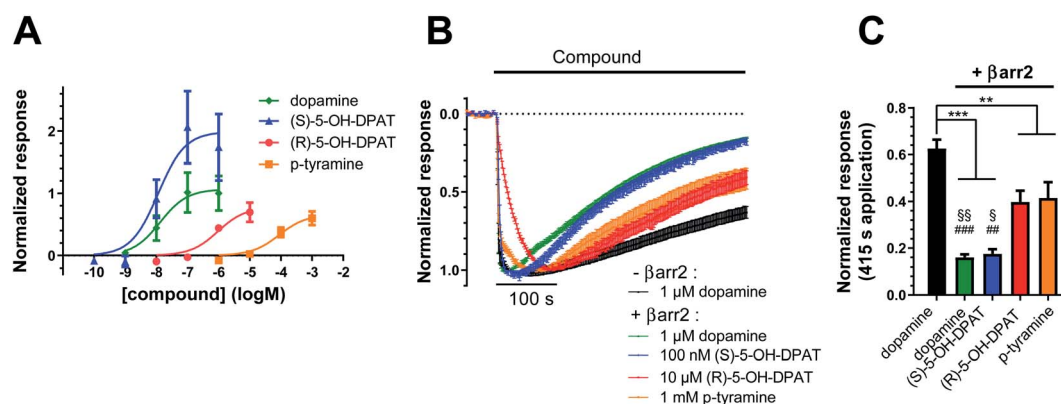 A
Normalized response
2
1
0
-10 -9 -8 -7 -6 -5 -4 -3 -2
[compound] (logM)
dopamine
(S)-5-OH-DPAT
(R)-5-OH-DPAT
p-tyramine
B
Compound
Normalized response
0.0
0.5
1.0
100 s
- βarr2 :
1 µM dopamine
+ βarr2 :
1 µM dopamine
100 nM (S)-5-OH-DPAT
10 µM (R)-5-OH-DPAT
1 mM p-tyramine
C
+ βarr2
Normalized response
(415 s application)
0.8
0.6
0.4
0.2
0.0
**
***
§§
###
§
##
dopamine
dopamine
(S)-5-OH-DPAT
(R)-5-OH-DPAT
p-tyramine